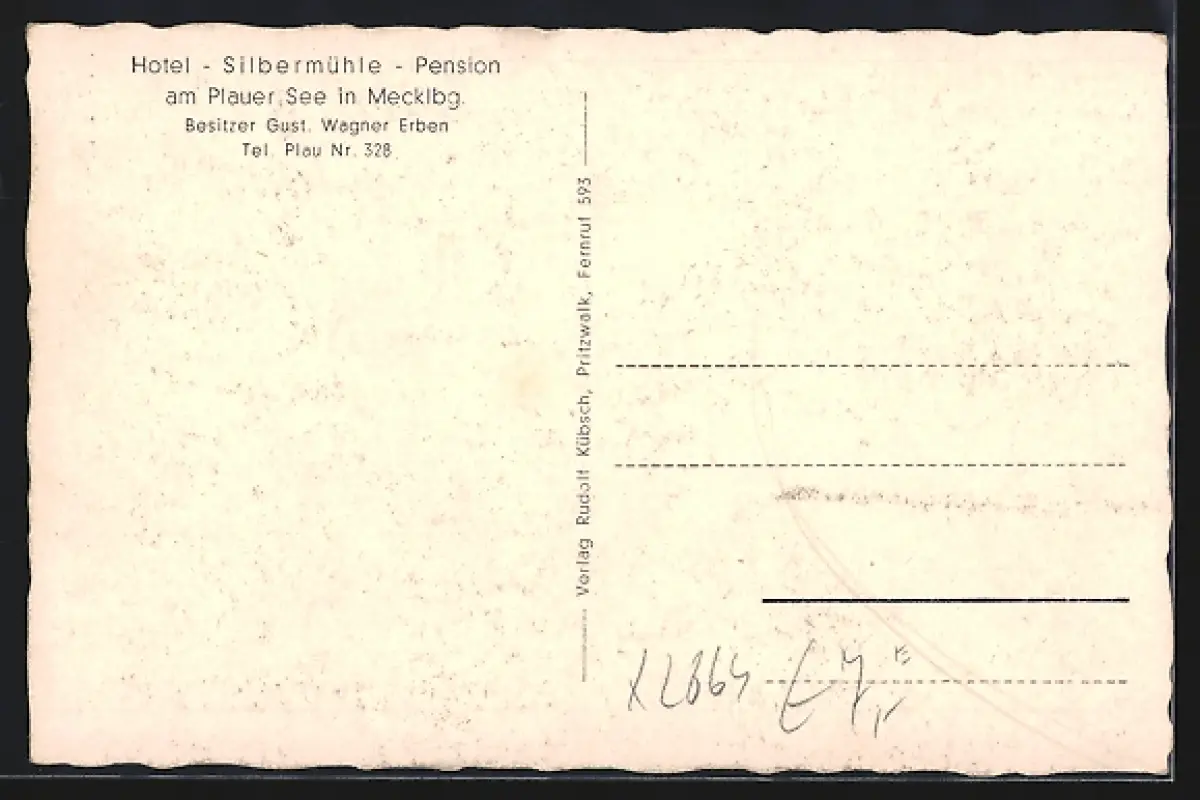 Hotel - Silbermühle - Pension
am Plauer See in Mecklbg.
Besitzer Gust. Wagner Erben
Tel. Plau Nr. 328
Verlag Rudolf Kübsch, Pritzwalk, Fernruf 593